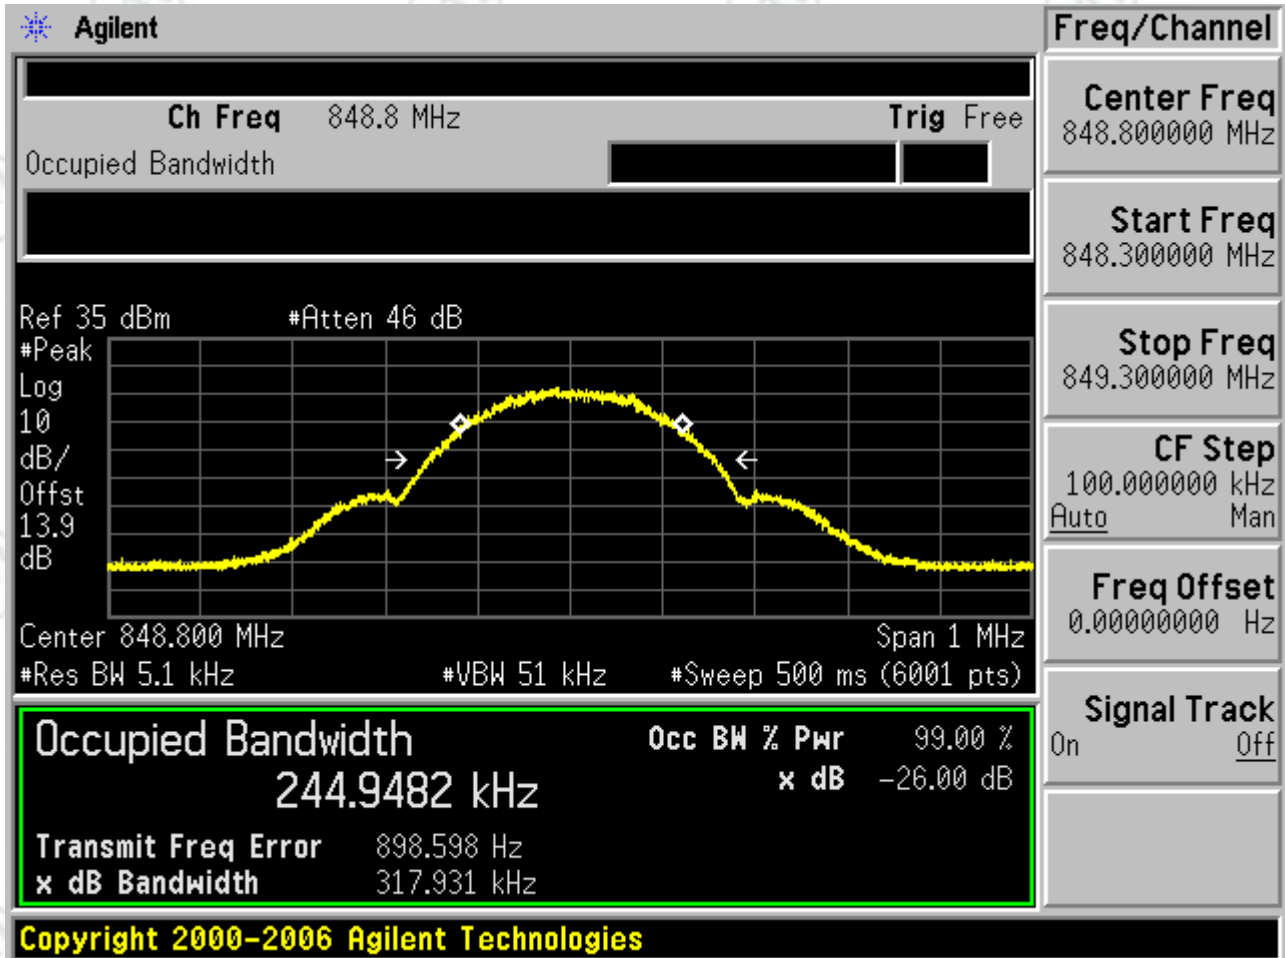 Agilent
Freq/Channel
Ch Freq 848.8 MHz Trig Free
Occupied Bandwidth
Center Freq
848.800000 MHz
Start Freq
848.300000 MHz
Stop Freq
849.300000 MHz
CF Step
100.000000 kHz
Auto Man
Freq Offset
0.00000000 Hz
Signal Track
On Off
Ref 35 dBm #Atten 46 dB
#Peak
Log
10
dB/
Offst
13.9
dB
Center 848.800 MHz Span 1 MHz
#Res BW 5.1 kHz #VBW 51 kHz #Sweep 500 ms (6001 pts)
Occupied Bandwidth
244.9482 kHz
Occ BW % Pwr 99.00 %
x dB -26.00 dB
Transmit Freq Error 898.598 Hz
x dB Bandwidth 317.931 kHz
Copyright 2000-2006 Agilent Technologies